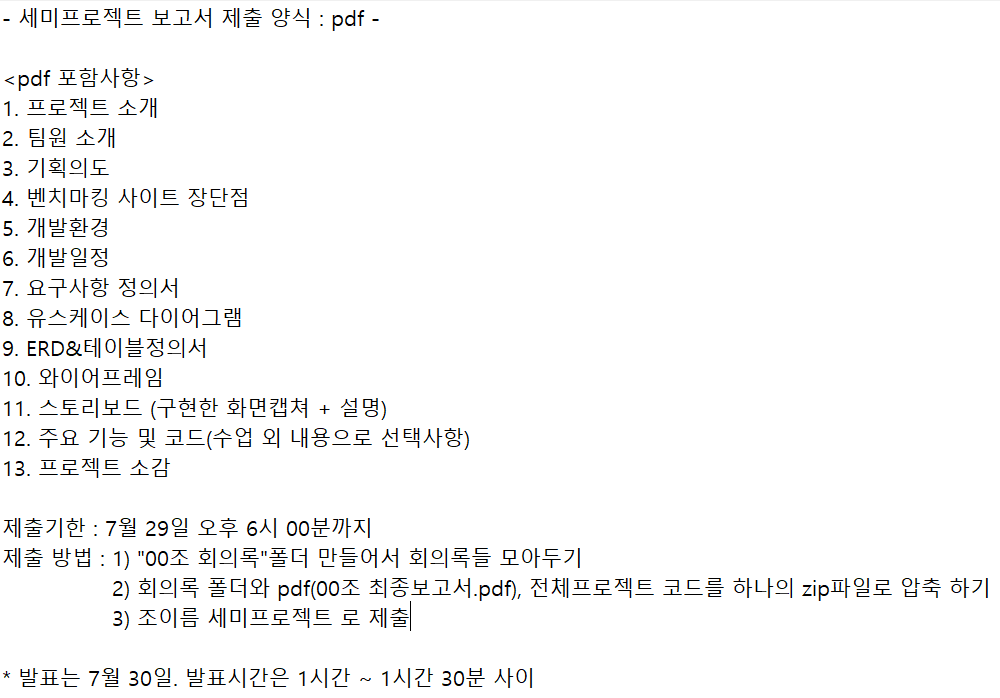 - 세미프로젝트 보고서 제출 양식 : pdf -
<pdf 포함사항>
1. 프로젝트 소개
2. 팀원 소개
3. 기획의도
4. 벤치마킹 사이트 장단점
5. 개발환경
6. 개발일정
7. 요구사항 정의서
8. 유스케이스 다이어그램
9. ERD&테이블정의서
10. 와이어프레임
11. 스토리보드 (구현한 화면캡쳐 + 설명)
12. 주요 기능 및 코드(수업 외 내용으로 선택사항)
13. 프로젝트 소감
제출기한 : 7월 29일 오후 6시 00분까지
제출 방법 : 1) "00조 회의록"폴더 만들어서 회의록들 모아두기
2) 회의록 폴더와 pdf(00조 최종보고서.pdf), 전체프로젝트 코드를 하나의 zip파일로 압축 하기
3) 조이름 세미프로젝트 로 제출
* 발표는 7월 30일. 발표시간은 1시간 ~ 1시간 30분 사이